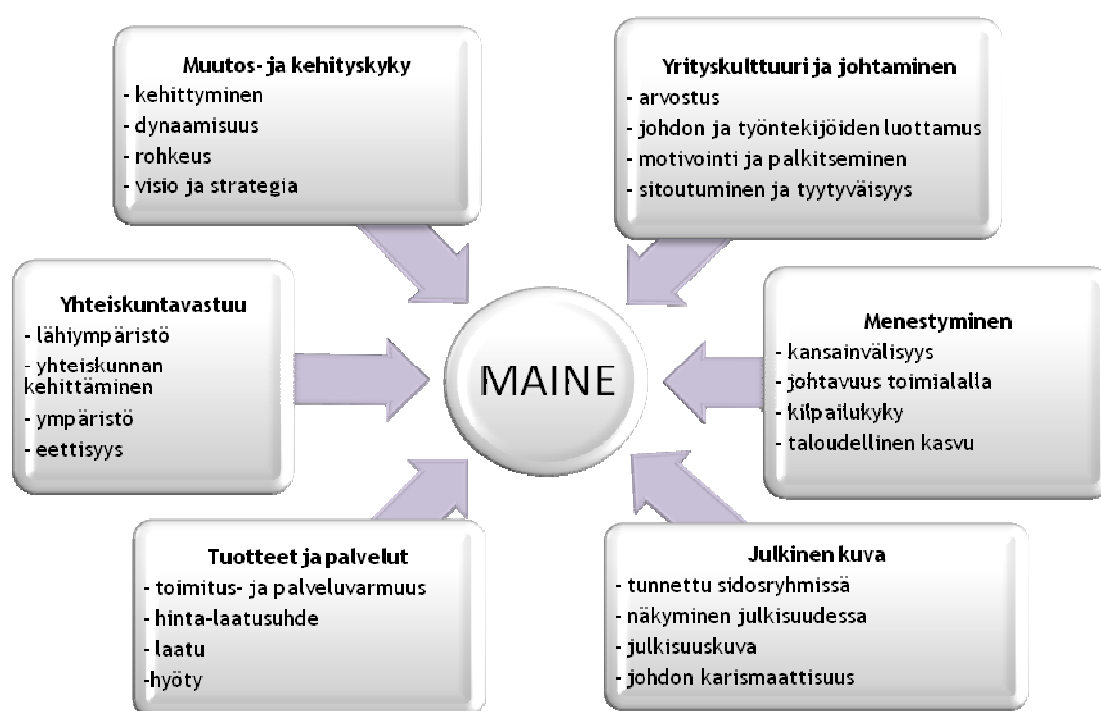 Muutos- ja kehityskyky
- kehittyminen
- dynaamisuus
- rohkeus
- visio ja strategia
Yrityskulttuuri ja johtaminen
- arvostus
- johdon ja työntekijöiden luottamus
- motivointi ja palkitseminen
- sitoutuminen ja tyytyväisyys
Yhteiskuntavastuu
- lähiympäristö
- yhteiskunnan
kehittäminen
- ympäristö
- eettisyys
MAINE
Menestyminen
- kansainvälisyys
- johtavuus toimialalla
- kilpailukyky
- taloudellinen kasvu
Tuotteet ja palvelut
- toimitus- ja palveluvarmuus
- hinta-laatusuhde
- laatu
-hyöty
Julkinen kuva
- tunnettu sidosryhmissä
- näkyminen julkisuudessa
- julkisuuskuva
- johdon karismaattisuus